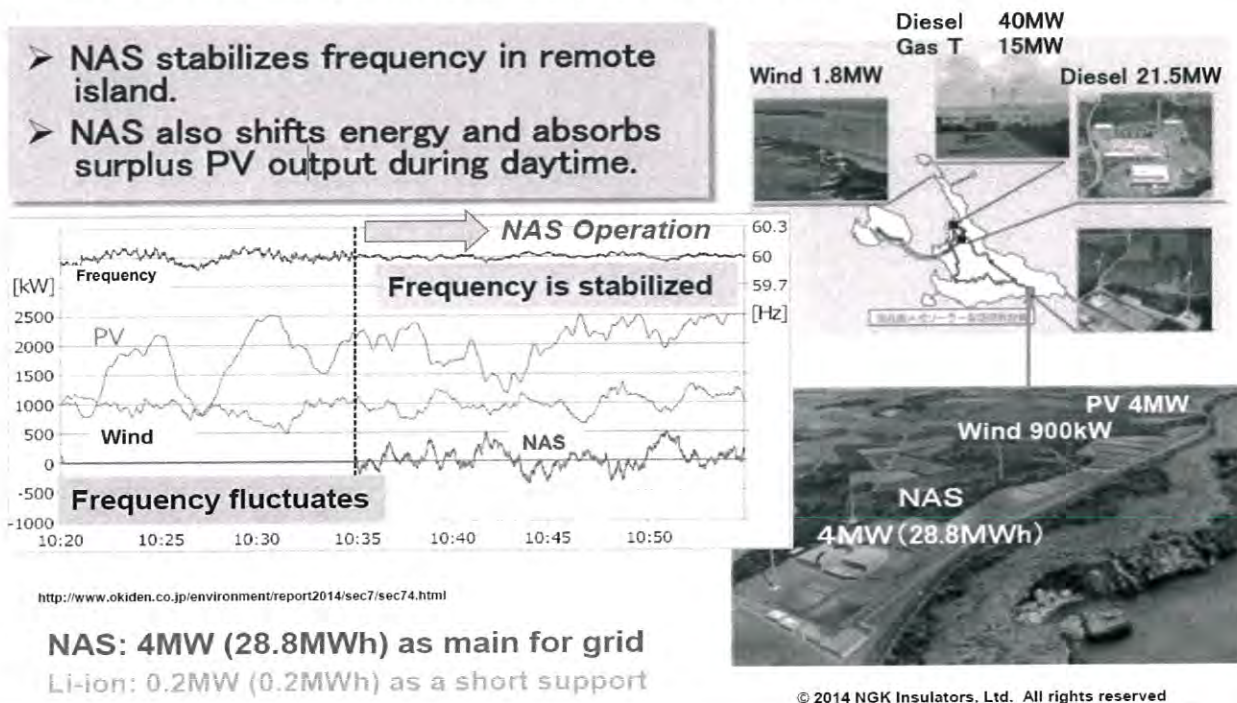 ➤ NAS stabilizes frequency in remote
island.
➤ NAS also shifts energy and absorbs
surplus PV output during daytime.
Diesel 40MW
Gas T 15MW
Wind 1.8MW
Diesel 21.5MW
NAS Operation
Frequency
Frequency is stabilized
60.3
60
59.7
[Hz]
[kW]
2500
2000
1500
1000
500
0
-500
-1000
PV
Wind
NAS
Frequency fluctuates
10:20 10:25 10:30 10:35 10:40 10:45 10:50
PV 4MW
Wind 900kW
NAS
4MW(28.8MWh)
http://www.okiden.co.jp/environment/report2014/sec7/sec74.html
NAS: 4MW (28.8MWh) as main for grid
Li-ion: 0.2MW (0.2MWh) as a short support
© 2014 NGK Insulators, Ltd. All rights reserved